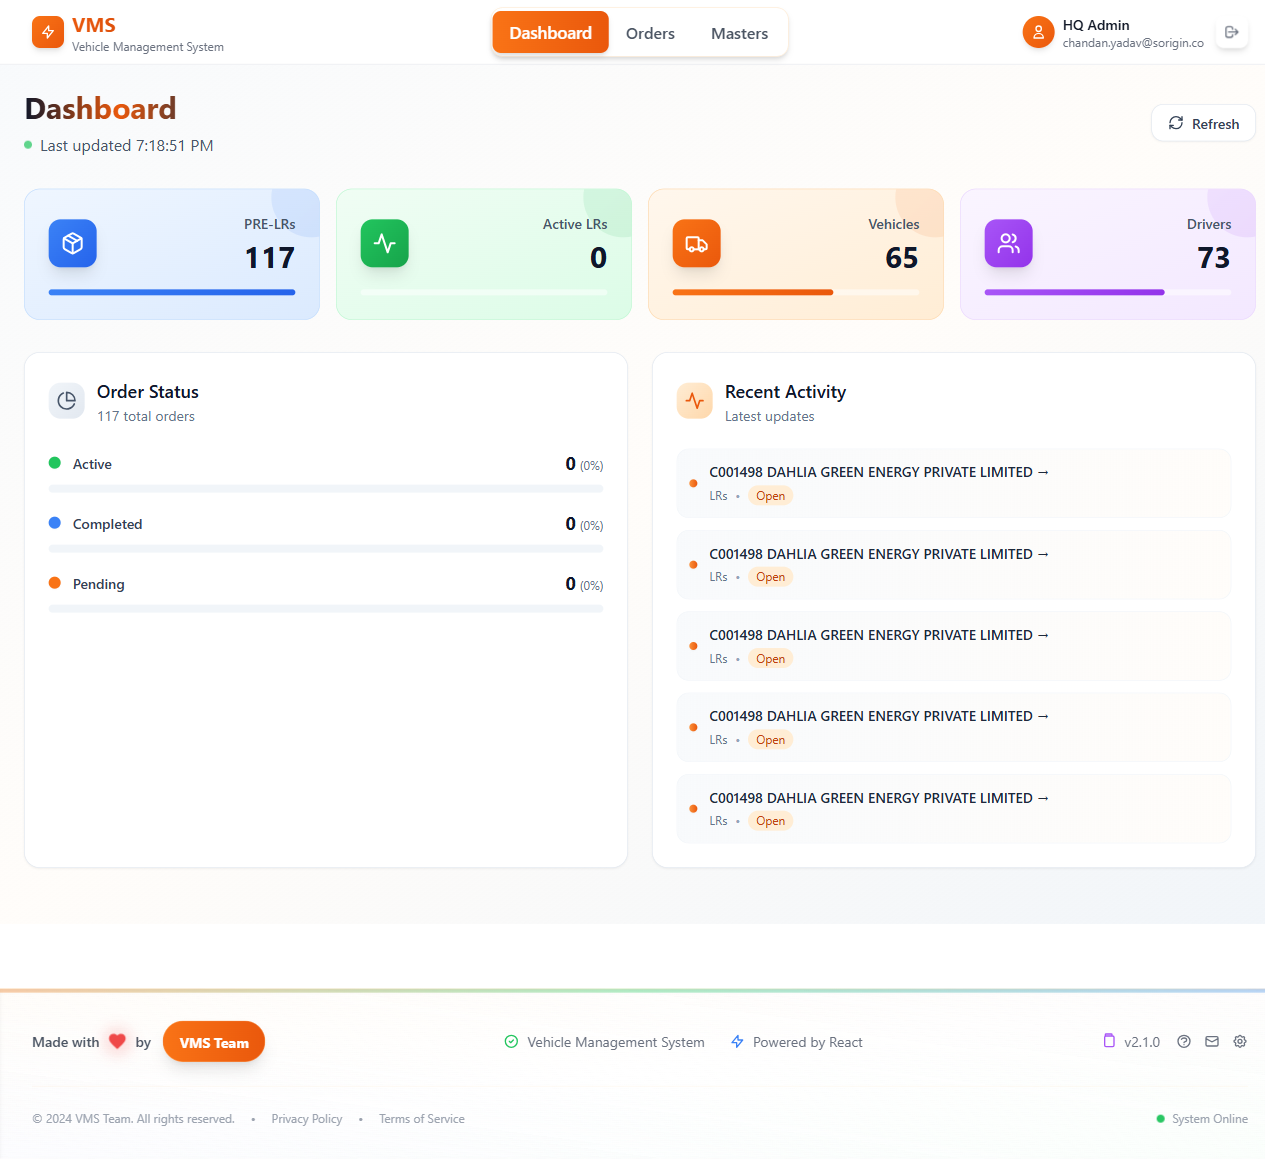 VMS
Vehicle Management System
Dashboard
Orders
Masters
HQ Admin
chandan.yadav@sorigin.co
Dashboard
Last updated 7:18:51 PM
Refresh
PRE-LRs
117
Active LRs
0
Vehicles
65
Drivers
73
Order Status
117 total orders
Active
0 (0%)
Completed
0 (0%)
Pending
0 (0%)
Recent Activity
Latest updates
C001498 DAHLIA GREEN ENERGY PRIVATE LIMITED →
LRs • Open
C001498 DAHLIA GREEN ENERGY PRIVATE LIMITED →
LRs • Open
C001498 DAHLIA GREEN ENERGY PRIVATE LIMITED →
LRs • Open
C001498 DAHLIA GREEN ENERGY PRIVATE LIMITED →
LRs • Open
C001498 DAHLIA GREEN ENERGY PRIVATE LIMITED →
LRs • Open
Made with ❤️ by VMS Team
Vehicle Management System
Powered by React
v2.1.0
© 2024 VMS Team. All rights reserved. • Privacy Policy • Terms of Service
System Online